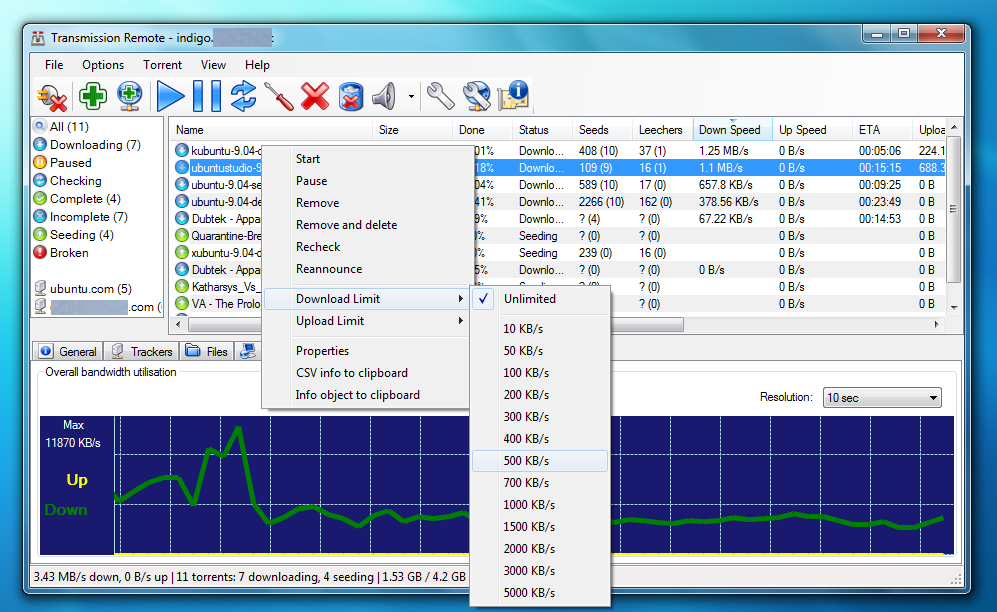 Transmission Remote - indigo.
File Options Torrent View Help
All (11)
Downloading (7)
Paused
Checking
Complete (4)
Incomplete (7)
Seeding (4)
Broken
ubuntu.com (5)
.com (
Name Size Done Status Seeds Leechers Down Speed Up Speed ETA Uploa
kubuntu-9.04-d 01% Downlo... 408 (10) 37 (1) 1.25 MB/s 0 B/s 00:05:06 224.1
ubuntustudio-9 18% Downlo... 109 (9) 16 (1) 1.1 MB/s 0 B/s 00:15:15 688.3
ubuntu-9.04-se 04% Downlo... 589 (10) 17 (0) 657.8 KB/s 0 B/s 00:09:25 0 B
ubuntu-9.04-de 41% Downlo... 2266 (10) 162 (0) 378.56 KB/s 0 B/s 00:23:49 0 B
Dubtek - Appa 9% Downlo... ? (4) ? (0) 67.22 KB/s 0 B/s 00:14:53 0 B
Quarantine-Bre % Seeding ? (0) ? (0) 0 B/s 0 B
xubuntu-9.04-d % Seeding 239 (0) 16 (0) 0 B/s 0 B
Dubtek - Appa 5% Downlo... ? (0) ? (0) 0 B/s 0 B/s 0 B
Katharsys_Vs_ ? (0) 0 B/s 0 B
VA - The Prolo ? (0) 0 B/s 0 B
Start
Pause
Remove
Remove and delete
Recheck
Reannounce
Download Limit
Upload Limit
Properties
CSV info to clipboard
Info object to clipboard
Unlimited
10 KB/s
50 KB/s
100 KB/s
200 KB/s
300 KB/s
400 KB/s
500 KB/s
700 KB/s
1000 KB/s
1500 KB/s
2000 KB/s
3000 KB/s
5000 KB/s
General Trackers Files
Overall bandwidth utilisation
Resolution: 10 sec
Max
11870 KB/s
Up
Down
3.43 MB/s down, 0 B/s up | 11 torrents: 7 downloading, 4 seeding | 1.53 GB / 4.2 GB